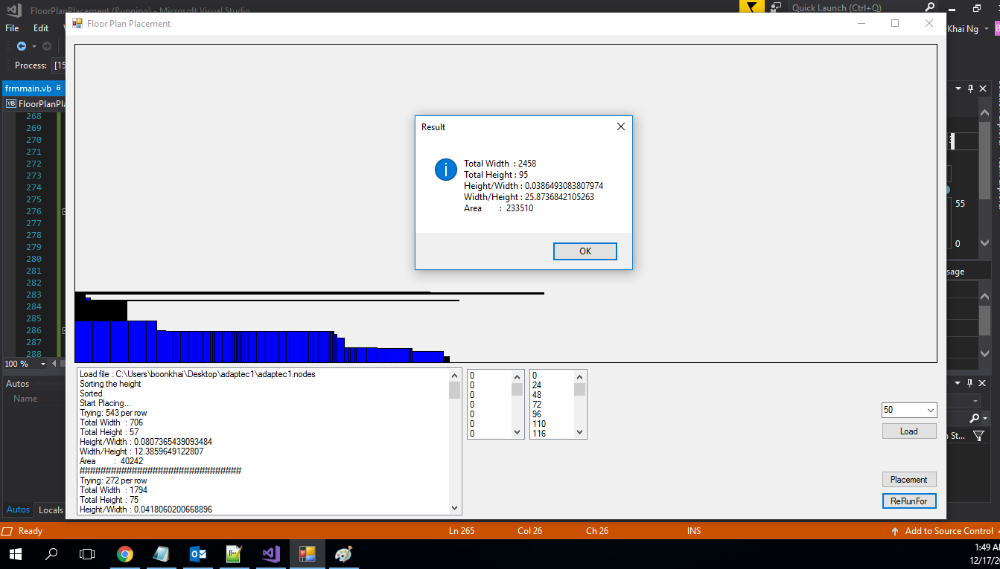 FloorPlanPlacement (Running) - Microsoft Visual Studio
Quick Launch (Ctrl+Q)
File Edit
Floor Plan Placement
Khai Ng
Process: [15
frmmain.vb
VB FloorPlanPla
268
269
270
271
272
273
274
275
276
277
278
279
280
281
282
283
284
285
286
287
288
100 %
Result
Total Width : 2458
Total Height : 95
Height/Width : 0.0386493083807974
Width/Height : 25.8736842105263
Area : 233510
OK
55
0
sage
Autos
Name
Load file : C:\Users\boonkhai\Desktop\adaptec1\adaptec1.nodes
Sorting the height
Sorted
Start Placing...
Trying: 543 per row
Total Width : 706
Total Height : 57
Height/Width : 0.0807365439093484
Width/Height : 12.3859649122807
Area : 40242
###############################
Trying: 272 per row
Total Width : 1794
Total Height : 75
Height/Width : 0.0418060200668896
0
0
0
0
0
0
0
0
24
48
72
96
110
116
50
Load
Placement
ReRunFor
n St...
Autos Locals
Ready Ln 265 Col 26 Ch 26 INS Add to Source Control
1:49 A
12/17/2